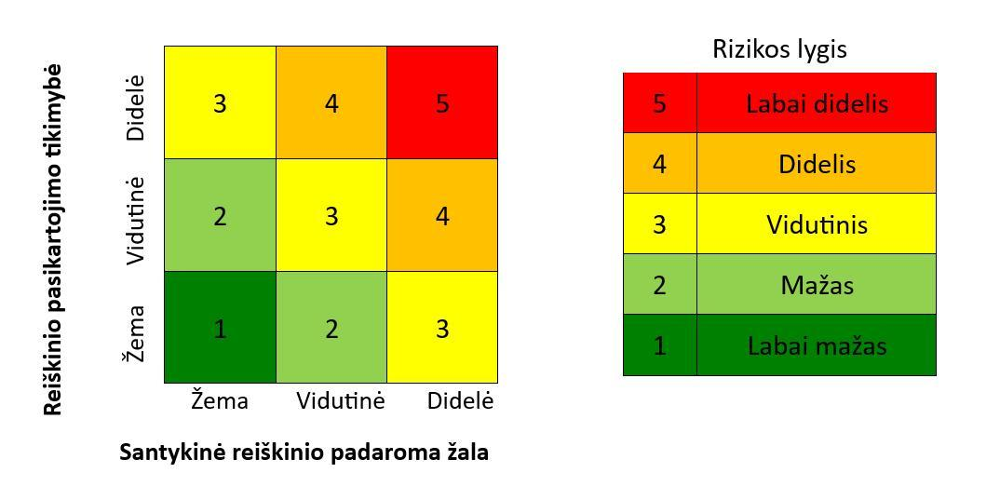 Reiškinio pasikartojimo tikimybė
Didelė
3 4 5
Vidutinė
2 3 4
Žema
1 2 3
Žema Vidutinė Didelė
Santykinė reiškinio padaroma žala
Rizikos lygis
5 Labai didelis
4 Didelis
3 Vidutinis
2 Mažas
1 Labai mažas